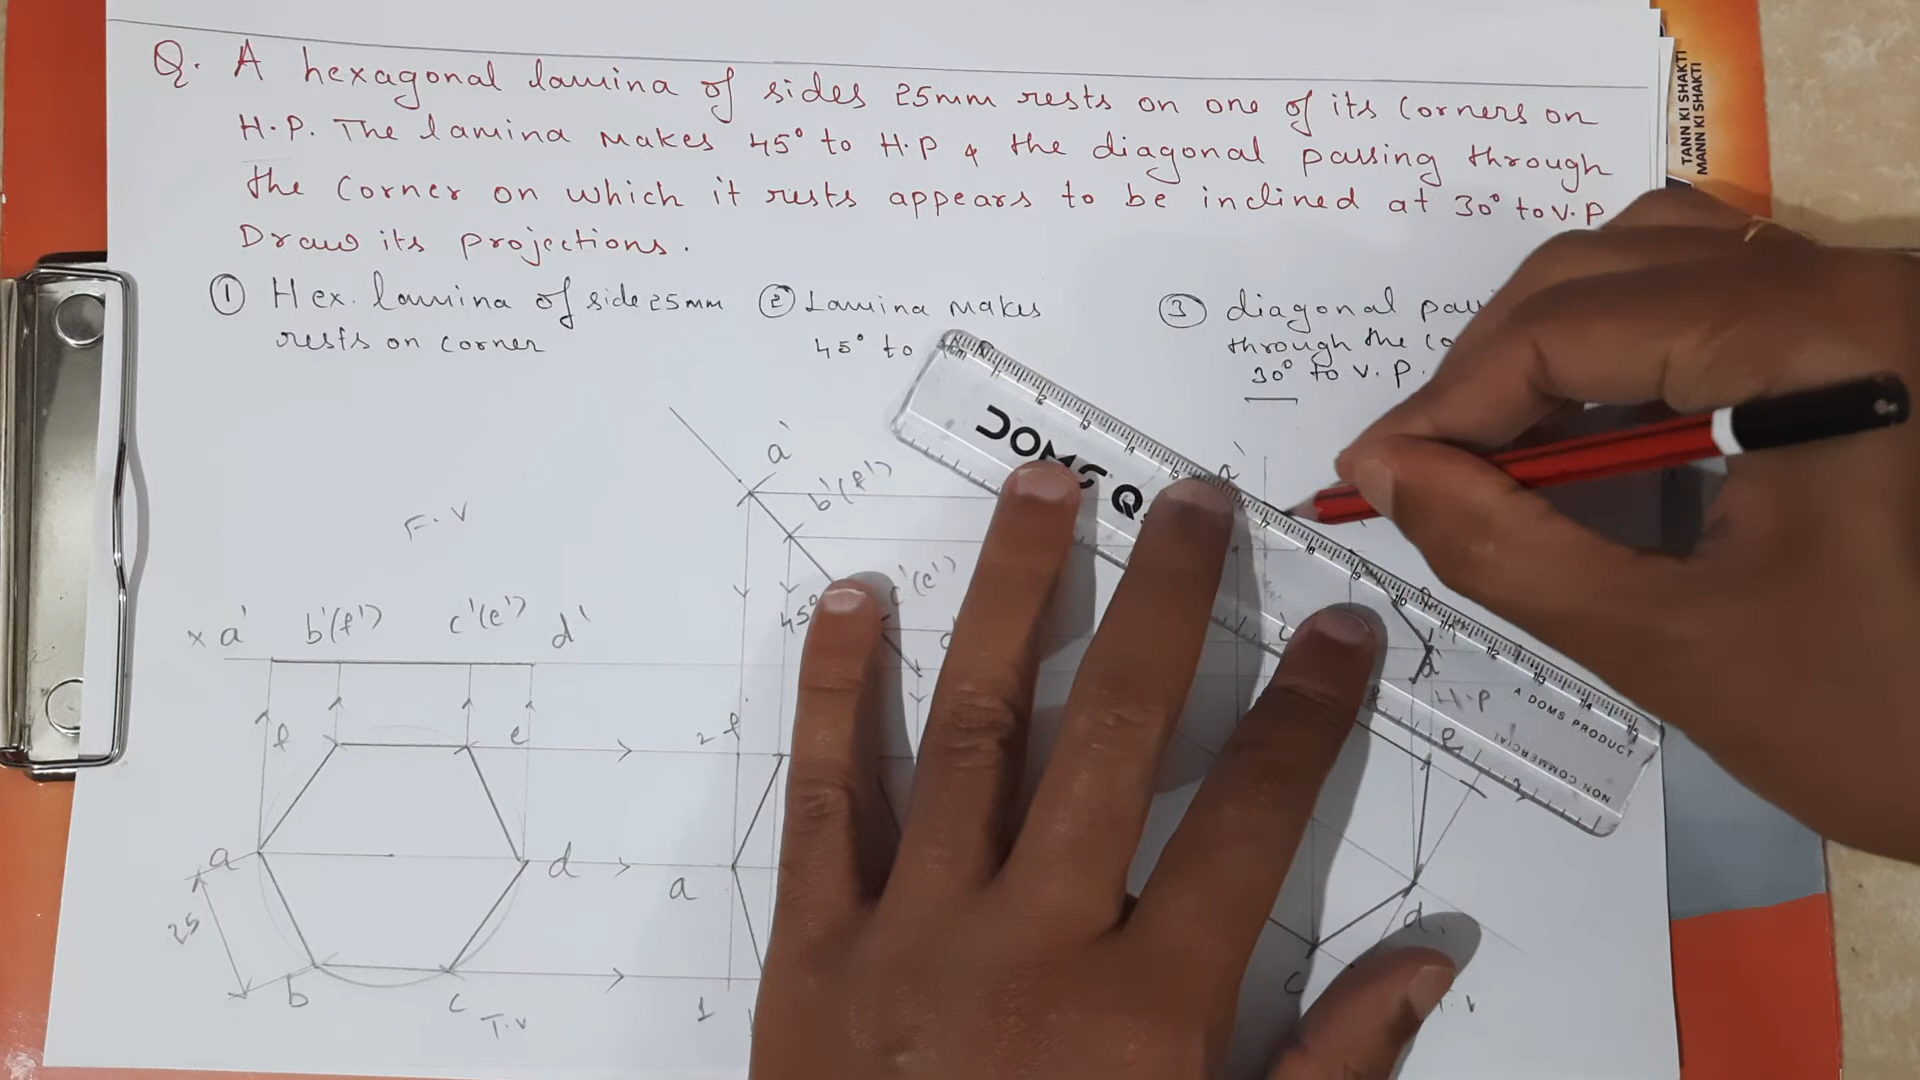 Q. A hexagonal lamina of sides 25mm rests on one of its corners on
H.P. The lamina makes 45° to H.P & the diagonal passing through
the corner on which it rests appears to be inclined at 30° to V.P
Draw its projections.
① Hex. lamina of side 25mm
rests on corner
② Lamina makes
45° to
③ diagonal
through the
30° to V.P.
TANN KI SHAKTI
MANN KI SHAKTI
DOMS
A DOMS PRODUCT
NON COMMERCIAL
F.V
a'
b'(f')
c'(e')
45°
x a' b'(f') c'(e') d'
f e
a d
25
b c
T.V
2 f
a
1
a'
d'
H.P
e
d
c